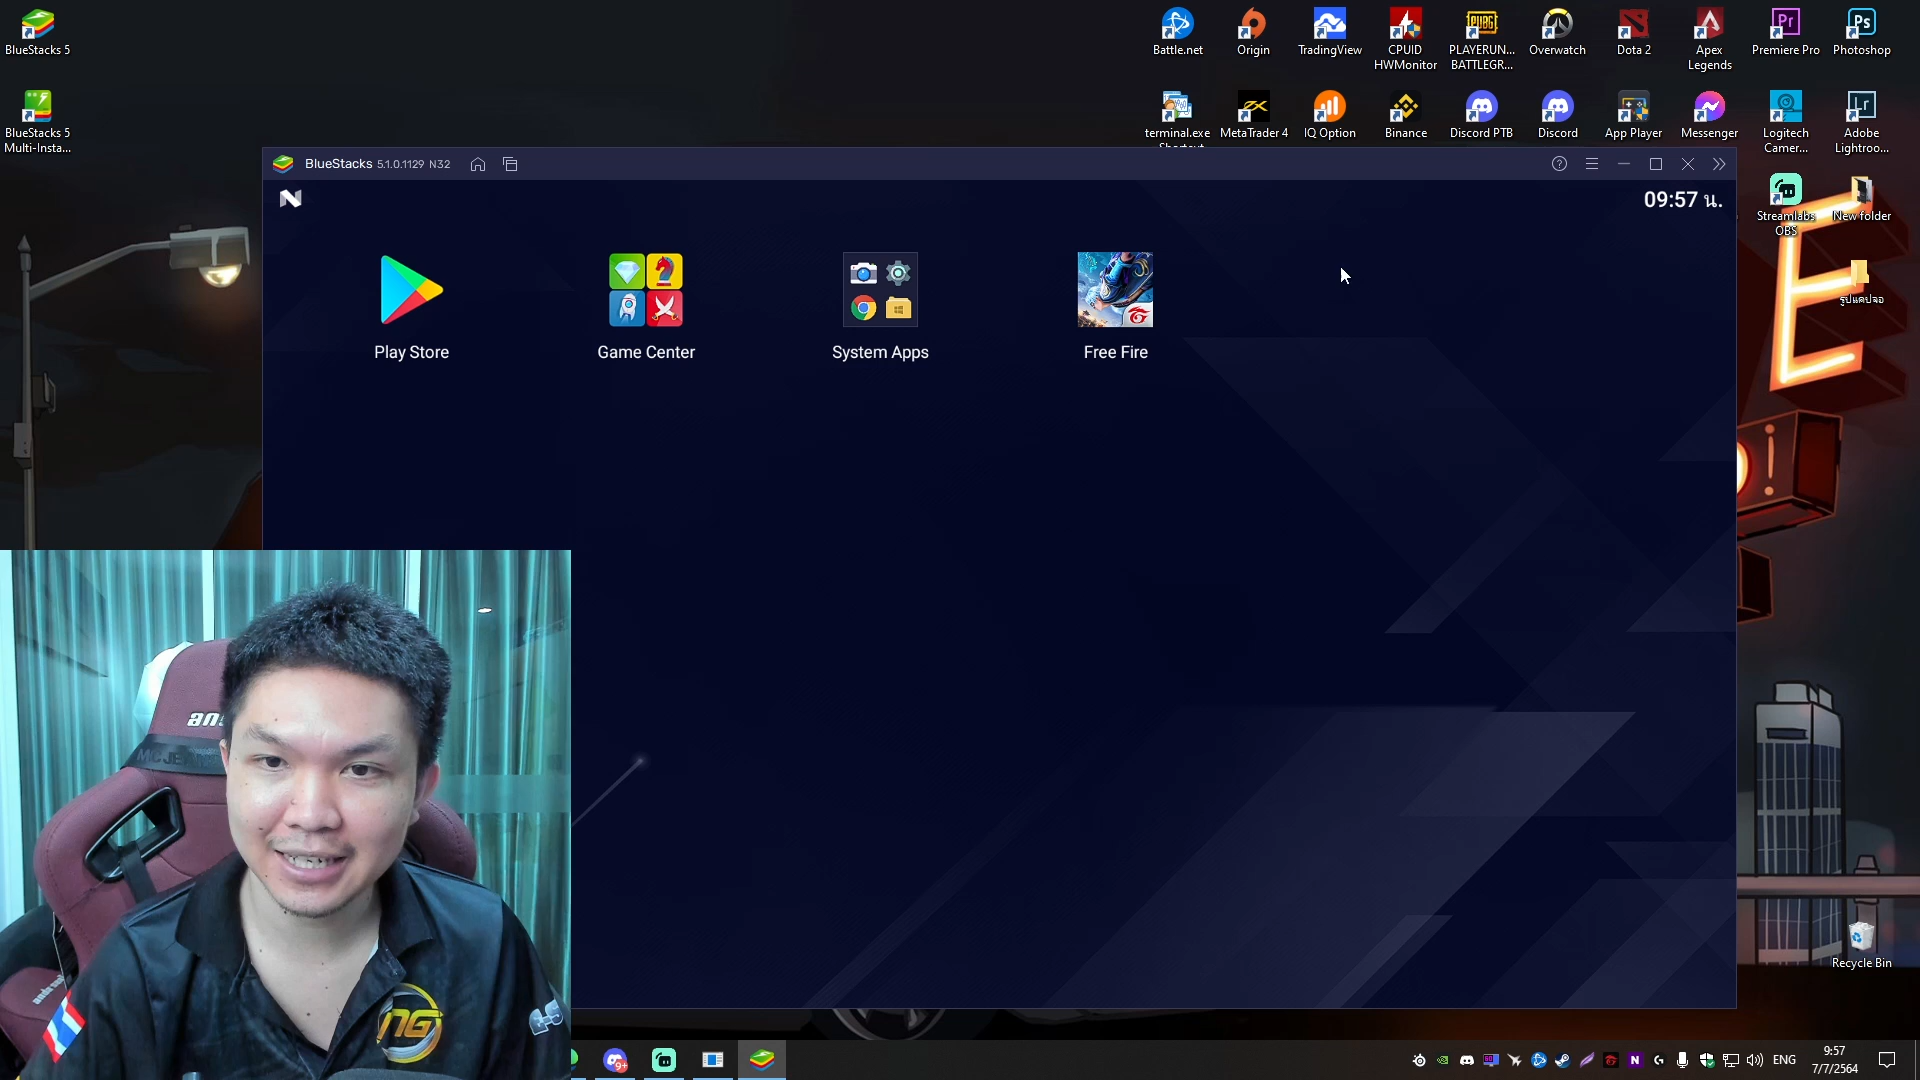 BlueStacks 5
Battle.net
Origin
TradingView
CPUID
HWMonitor
PLAYERUN...
BATTLEGR...
Overwatch
Dota 2
Apex
Legends
Premiere Pro
Photoshop
BlueStacks 5
Multi-Insta...
terminal.exe
MetaTrader 4
IQ Option
Binance
Discord PTB
Discord
App Player
Messenger
Logitech
Camer...
Adobe
Lightroo...
BlueStacks 5.1.0.1129 N32
09:57 น.
Streamlabs
OBS
New folder
รูปแคปจอ
Play Store
Game Center
System Apps
Free Fire
Recycle Bin
NG
9+
ENG
9:57
7/7/2564